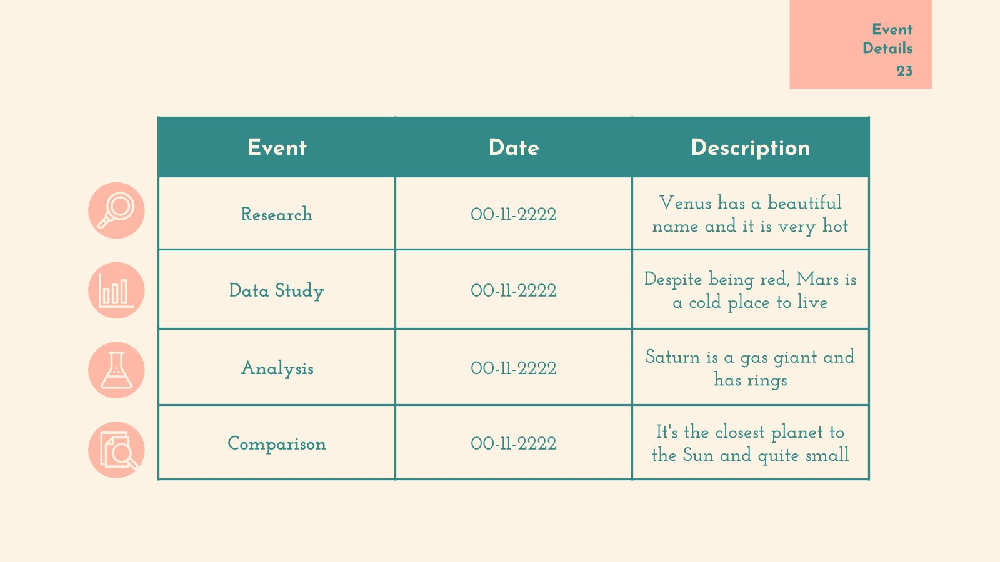 Event
Details
23
Event Date Description
Research 00-11-2222 Venus has a beautiful
name and it is very hot
Data Study 00-11-2222 Despite being red, Mars is
a cold place to live
Analysis 00-11-2222 Saturn is a gas giant and
has rings
Comparison 00-11-2222 It's the closest planet to
the Sun and quite small